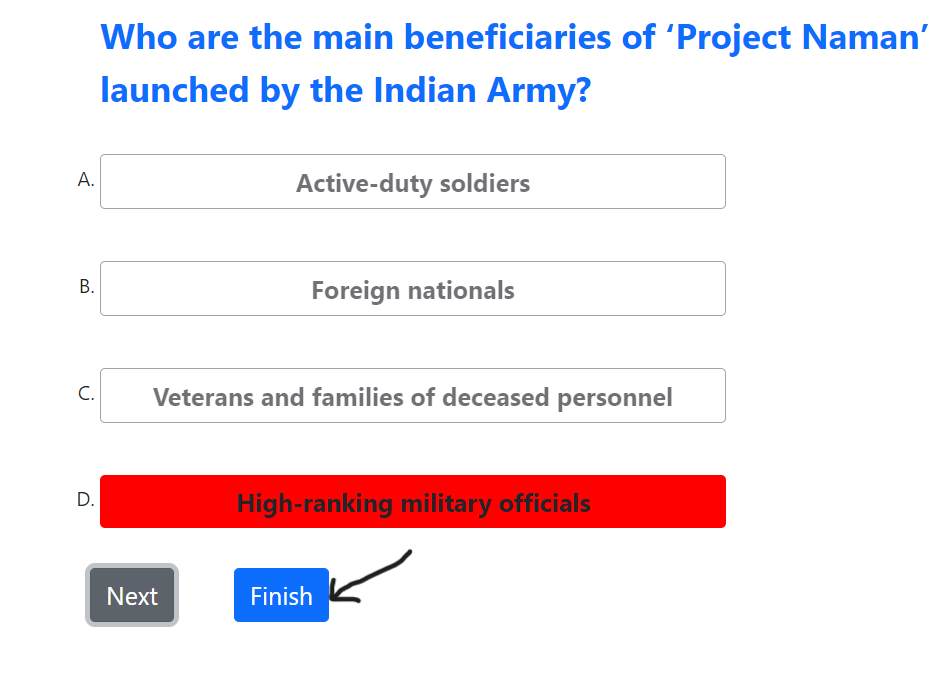 Who are the main beneficiaries of ‘Project Naman’
launched by the Indian Army?
A. Active-duty soldiers
B. Foreign nationals
C. Veterans and families of deceased personnel
D. High-ranking military officials
Next Finish